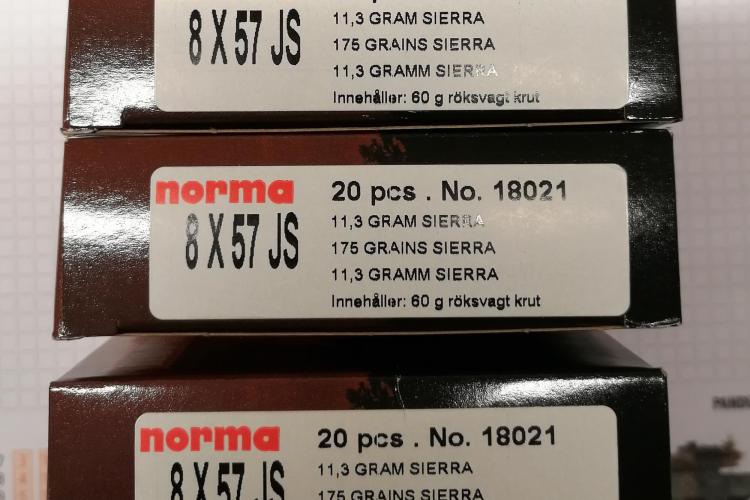 8 X 57 JS
11,3 GRAM SIERRA
175 GRAINS SIERRA
11,3 GRAMM SIERRA
Innehåller: 60 g röksvagt krut
norma
8 X 57 JS
20 pcs . No. 18021
11,3 GRAM SIERRA
175 GRAINS SIERRA
11,3 GRAMM SIERRA
Innehåller: 60 g röksvagt krut
norma
8 X 57 JS
20 pcs . No. 18021
11,3 GRAM SIERRA
175 GRAINS SIERRA